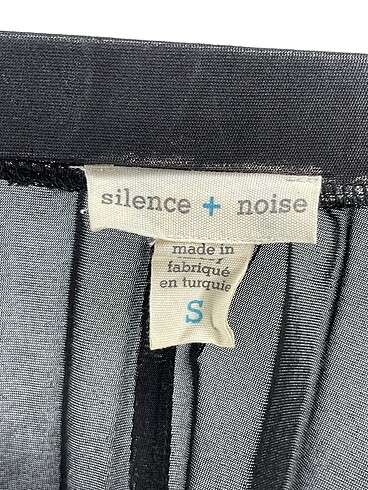 silence + noise
made in
fabriqué
en turquie
S